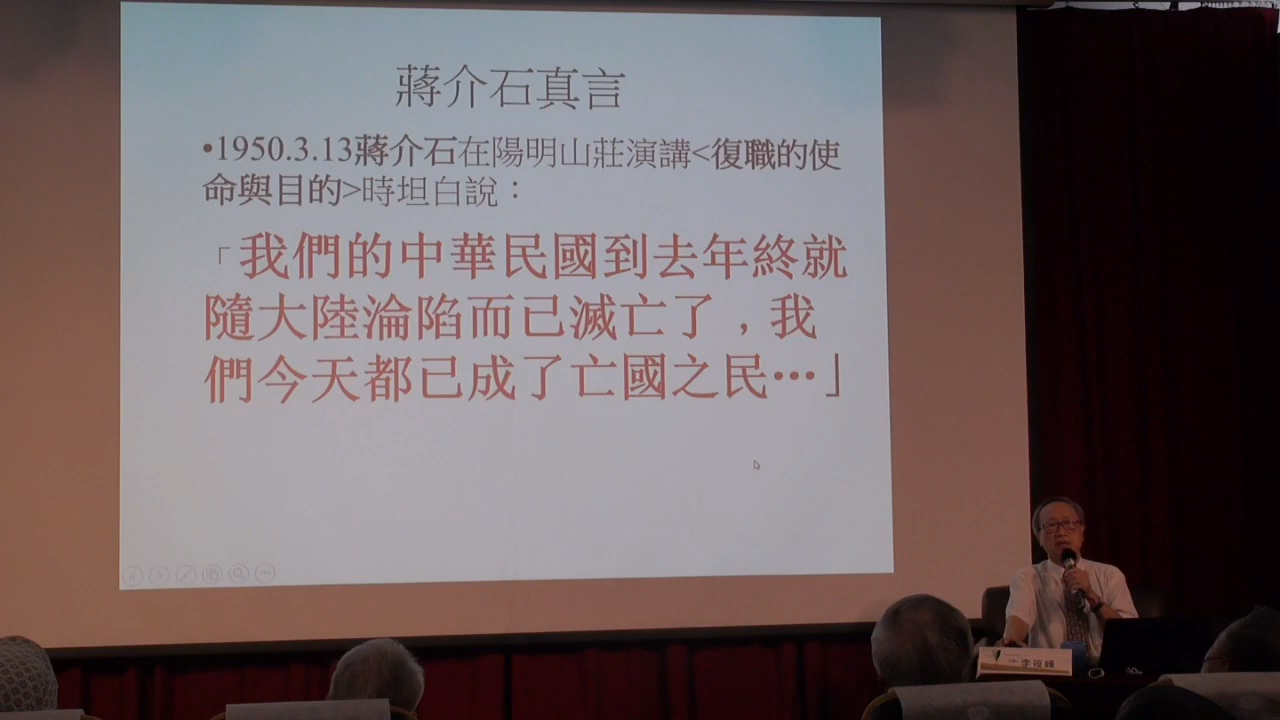 蔣介石真言
•1950.3.13蔣介石在陽明山莊演講<復職的使
命與目的>時坦白說：
「我們的中華民國到去年終就
隨大陸淪陷而已滅亡了，我
們今天都已成了亡國之民…」
李筱峰